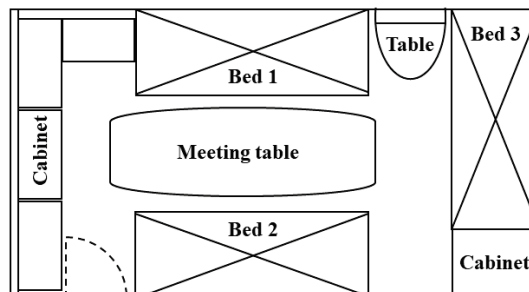 Bed 3
Table
Bed 1
Cabinet
Meeting table
Bed 2
Cabinet